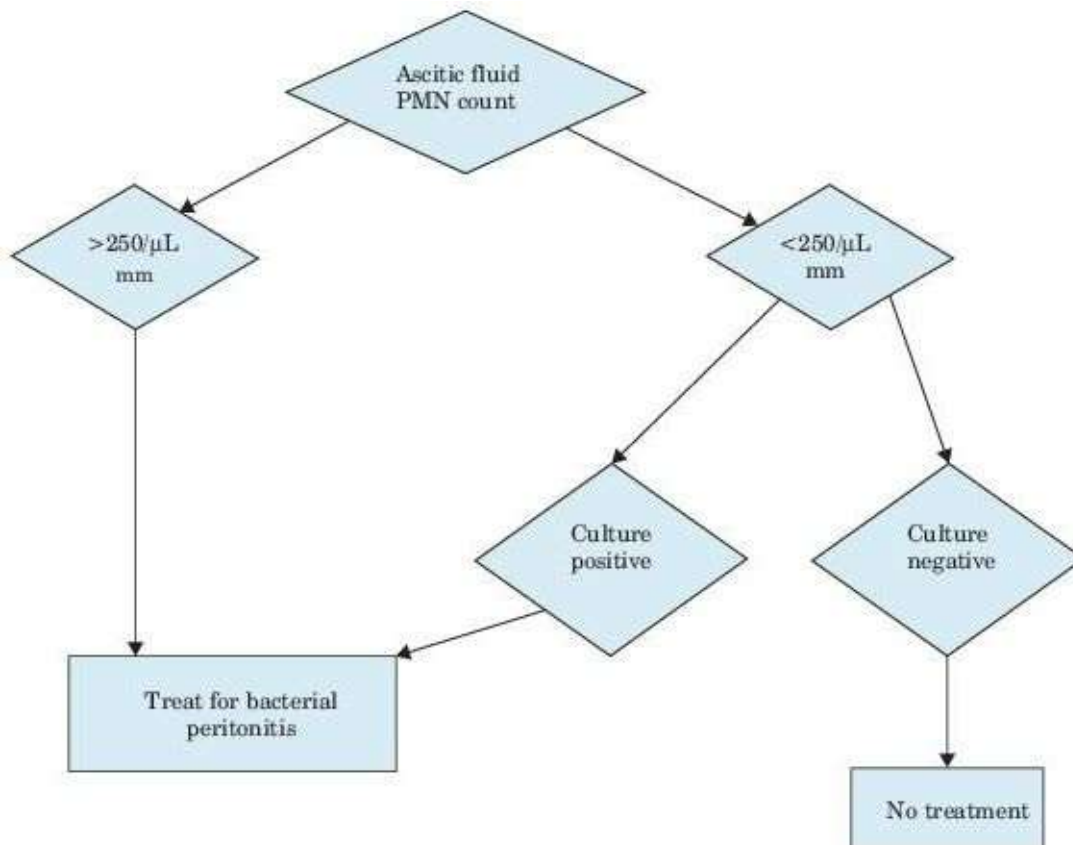 Ascitic fluid
PMN count
>250/μL
mm
<250/μL
mm
Culture
positive
Culture
negative
Treat for bacterial
peritonitis
No treatment